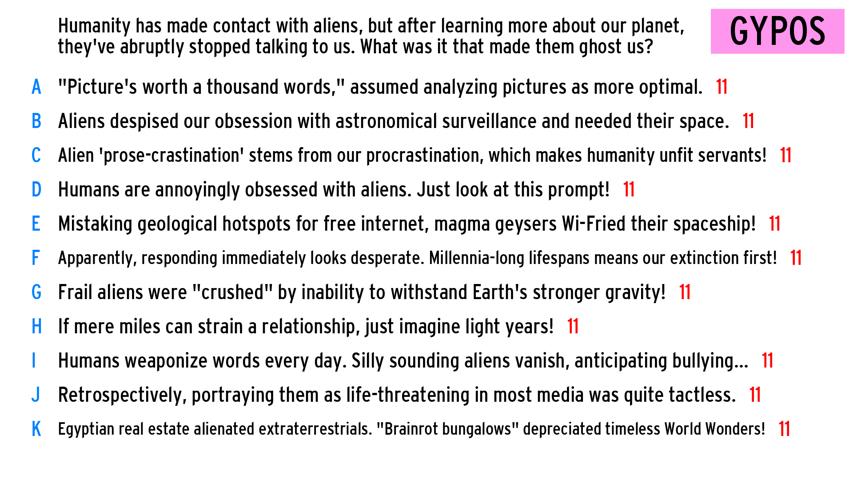 Humanity has made contact with aliens, but after learning more about our planet,
they've abruptly stopped talking to us. What was it that made them ghost us?
GYPOS
A "Picture's worth a thousand words," assumed analyzing pictures as more optimal. 11
B Aliens despised our obsession with astronomical surveillance and needed their space. 11
C Alien 'prose-crastination' stems from our procrastination, which makes humanity unfit servants! 11
D Humans are annoyingly obsessed with aliens. Just look at this prompt! 11
E Mistaking geological hotspots for free internet, magma geysers Wi-Fried their spaceship! 11
F Apparently, responding immediately looks desperate. Millennia-long lifespans means our extinction first! 11
G Frail aliens were "crushed" by inability to withstand Earth's stronger gravity! 11
H If mere miles can strain a relationship, just imagine light years! 11
I Humans weaponize words every day. Silly sounding aliens vanish, anticipating bullying... 11
J Retrospectively, portraying them as life-threatening in most media was quite tactless. 11
K Egyptian real estate alienated extraterrestrials. "Brainrot bungalows" depreciated timeless World Wonders! 11